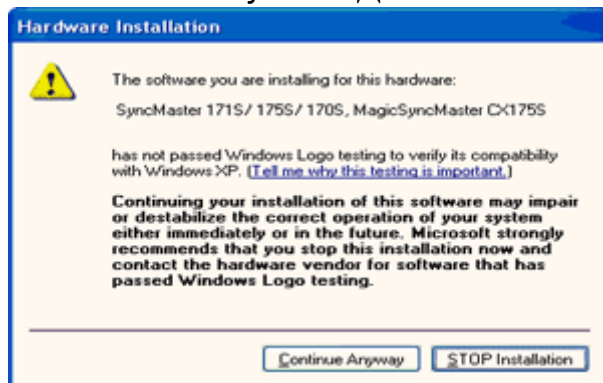 Hardware Installation
The software you are installing for this hardware:
SyncMaster 171S/ 175S/ 170S, MagicSyncMaster CX175S
has not passed Windows Logo testing to verify its compatibility
with Windows XP. (Tell me why this testing is important.)
Continuing your installation of this software may impair
or destabilize the correct operation of your system
either immediately or in the future. Microsoft strongly
recommends that you stop this installation now and
contact the hardware vendor for software that has
passed Windows Logo testing.
Continue Anyway
STOP Installation